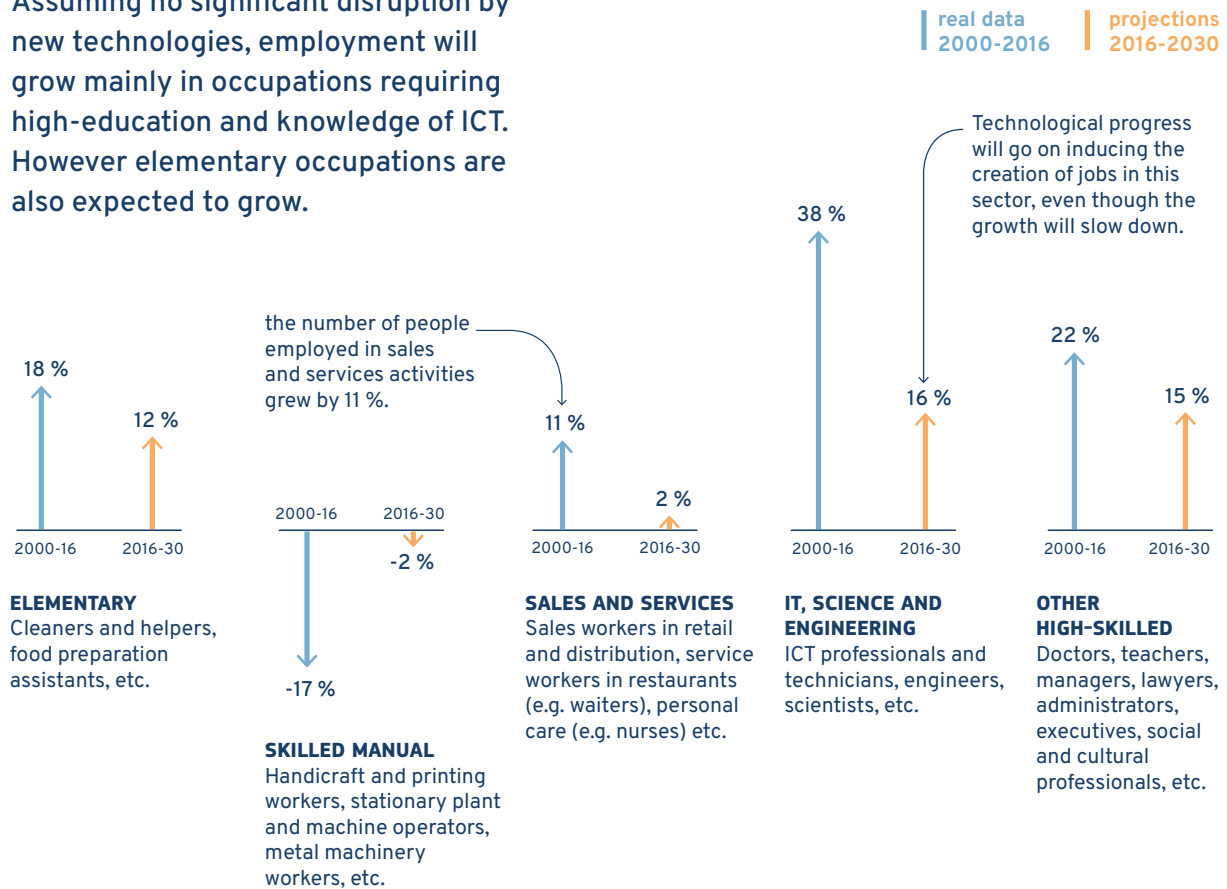 Assuming no significant disruption by
new technologies, employment will
grow mainly in occupations requiring
high-education and knowledge of ICT.
However elementary occupations are
also expected to grow.
real data
2000-2016
projections
2016-2030
Technological progress
will go on inducing the
creation of jobs in this
sector, even though the
growth will slow down.
the number of people
employed in sales
and services activities
grew by 11 %.
18 %
12 %
2000-16
2016-30
ELEMENTARY
Cleaners and helpers,
food preparation
assistants, etc.
2000-16
2016-30
-2 %
-17 %
SKILLED MANUAL
Handicraft and printing
workers, stationary plant
and machine operators,
metal machinery
workers, etc.
11 %
2 %
2000-16
2016-30
SALES AND SERVICES
Sales workers in retail
and distribution, service
workers in restaurants
(e.g. waiters), personal
care (e.g. nurses) etc.
38 %
16 %
2000-16
2016-30
IT, SCIENCE AND
ENGINEERING
ICT professionals and
technicians, engineers,
scientists, etc.
22 %
15 %
2000-16
2016-30
OTHER
HIGH-SKILLED
Doctors, teachers,
managers, lawyers,
administrators,
executives, social
and cultural
professionals, etc.